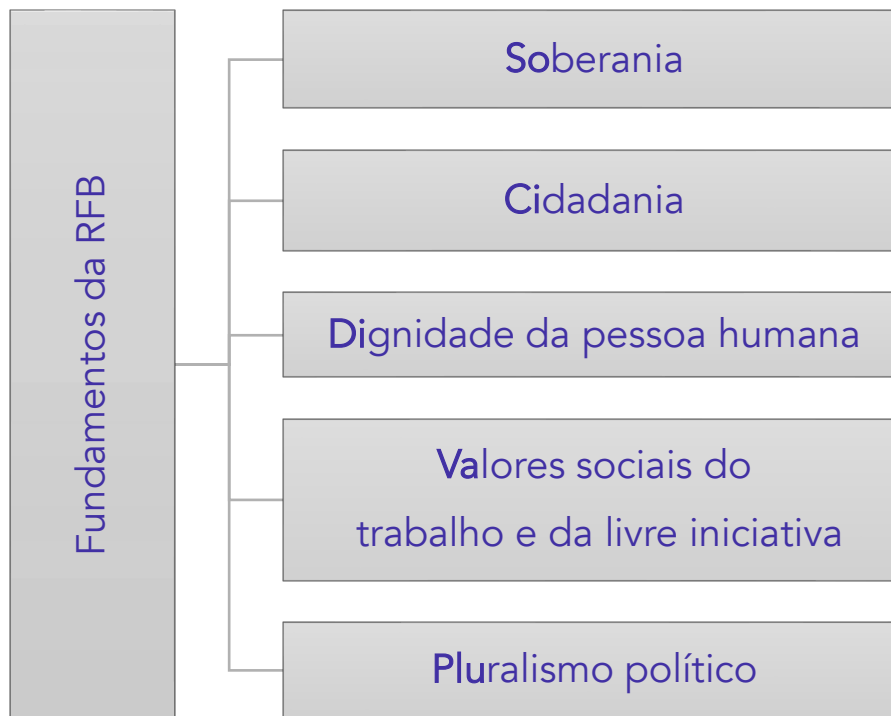 Fundamentos da RFB
Soberania
Cidadania
Dignidade da pessoa humana
Valores sociais do
trabalho e da livre iniciativa
Pluralismo político